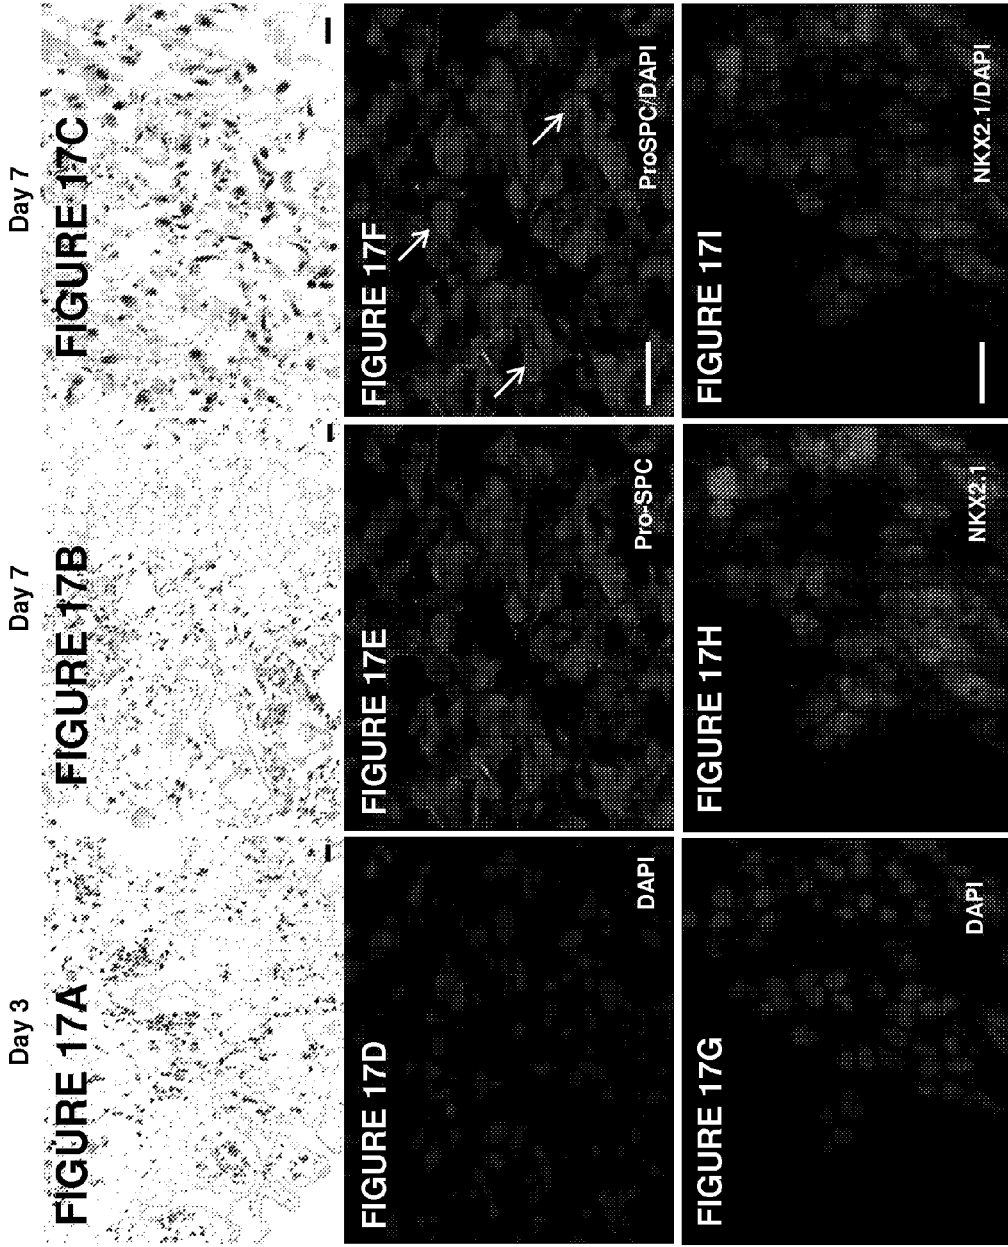 Day 3
Day 7
Day 7
FIGURE 17A
FIGURE 17B
FIGURE 17C
FIGURE 17D
DAPI
FIGURE 17E
Pro-SPC
FIGURE 17F
ProSPC/DAPI
FIGURE 17G
DAPI
FIGURE 17H
NKX2.1
FIGURE 17I
NKX2.1/DAPI